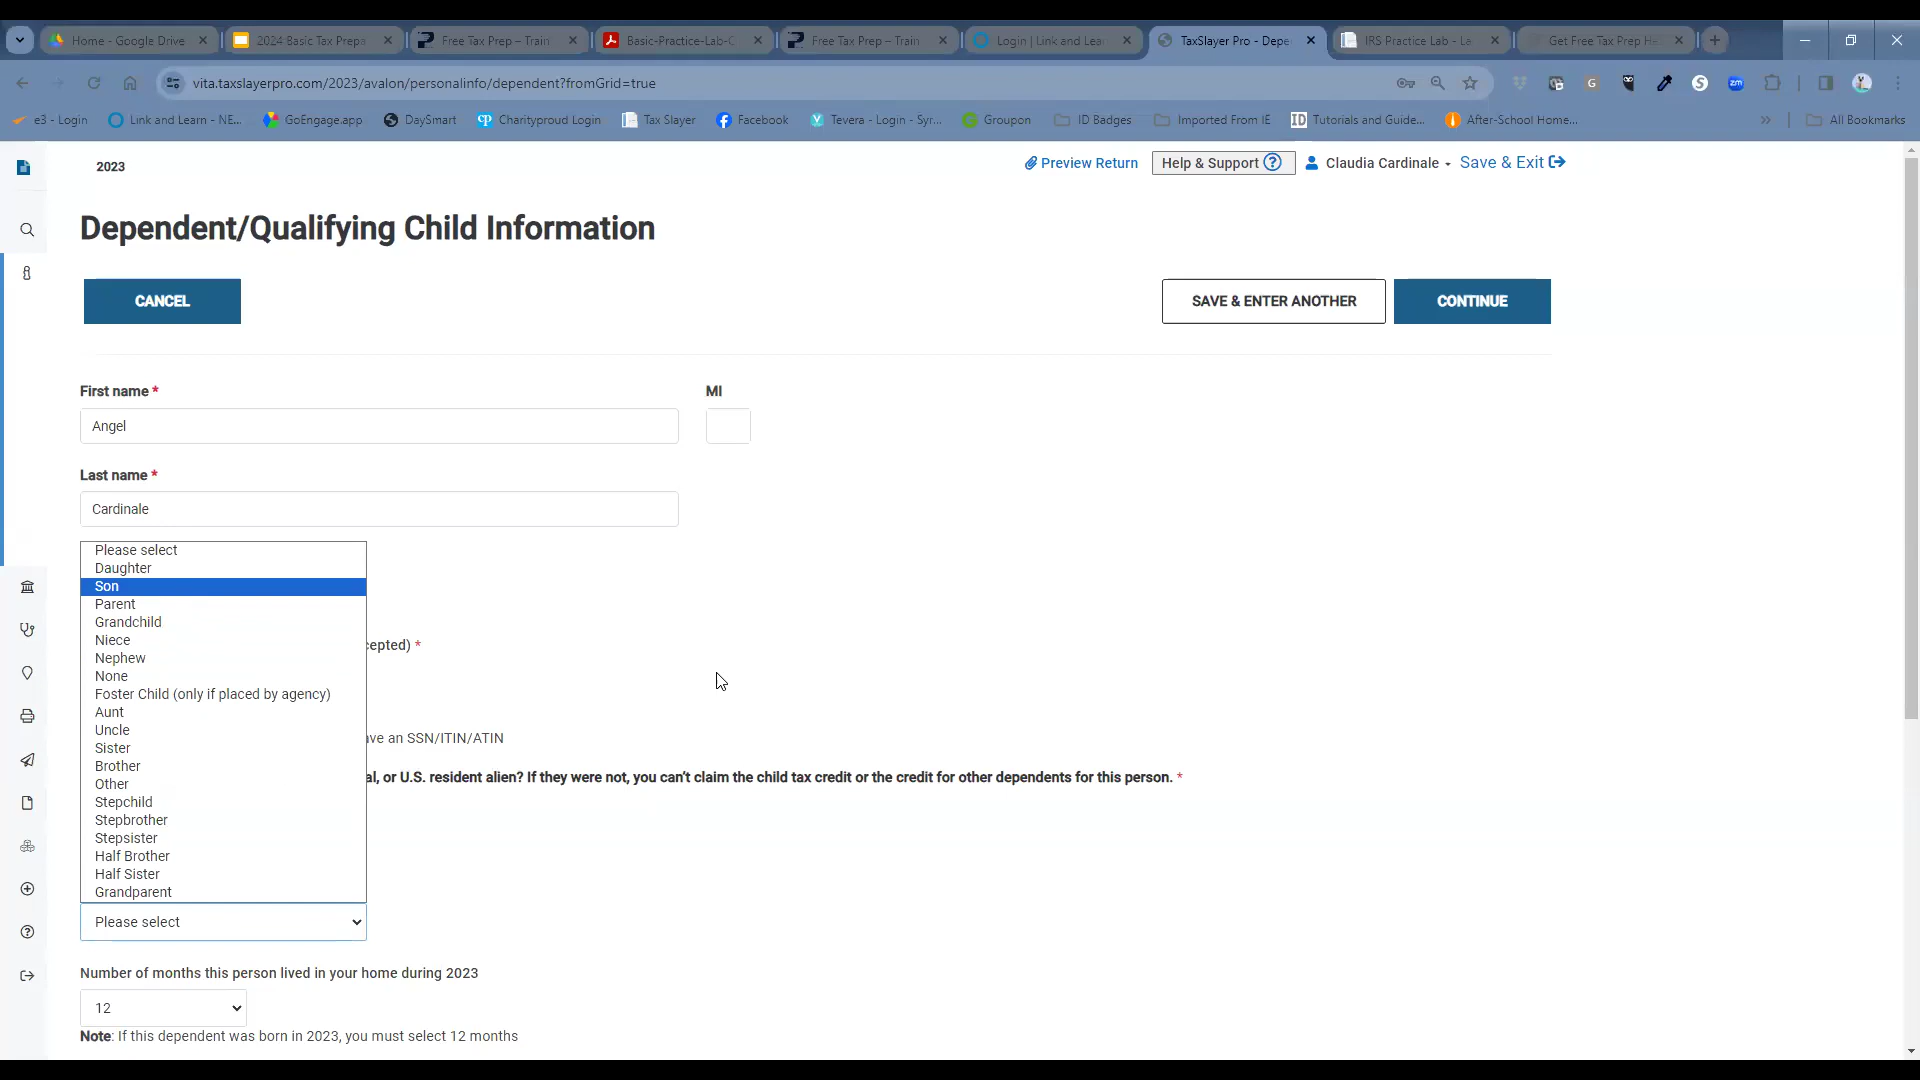 Home - Google Drive
2024 Basic Tax Preps
Free Tax Prep – Train
Basic-Practice-Lab-C
Free Tax Prep – Train
Login | Link and Lea
TaxSlayer Pro - Depe
IRS Practice Lab - Le
Get Free Tax Prep He
vita.taxslayerpro.com/2023/avalon/personalinfo/dependent?fromGrid=true
e3 - Login
Link and Learn - NE...
GoEngage.app
DaySmart
Charityproud Login
Tax Slayer
Facebook
Tevera - Login - Syr...
Groupon
ID Badges
Imported From IE
Tutorials and Guide...
After-School Home...
»
All Bookmarks
2023
Preview Return
Help & Support ?
Claudia Cardinale
Save & Exit
Dependent/Qualifying Child Information
CANCEL
SAVE & ENTER ANOTHER
CONTINUE
First name *
MI
Angel
Last name *
Cardinale
Please select
Daughter
Son
Parent
Grandchild
cepted) *
Niece
Nephew
None
Foster Child (only if placed by agency)
Aunt
Uncle
ave an SSN/ITIN/ATIN
Sister
Brother
al, or U.S. resident alien? If they were not, you can't claim the child tax credit or the credit for other dependents for this person. *
Other
Stepchild
Stepbrother
Stepsister
Half Brother
Half Sister
Grandparent
Please select
Number of months this person lived in your home during 2023
12
Note: If this dependent was born in 2023, you must select 12 months